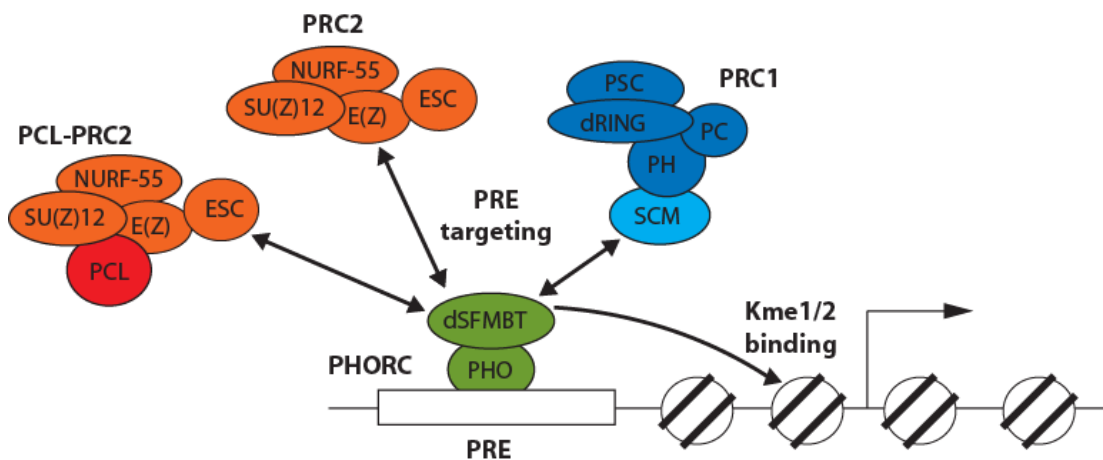 PRC2
NURF-55
SU(Z)12
E(Z)
ESC
PRC1
PSC
dRING
PC
PH
SCM
PCL-PRC2
NURF-55
SU(Z)12
E(Z)
ESC
PCL
PRE
targeting
dSFMBT
PHORC
PHO
PRE
Kme1/2
binding